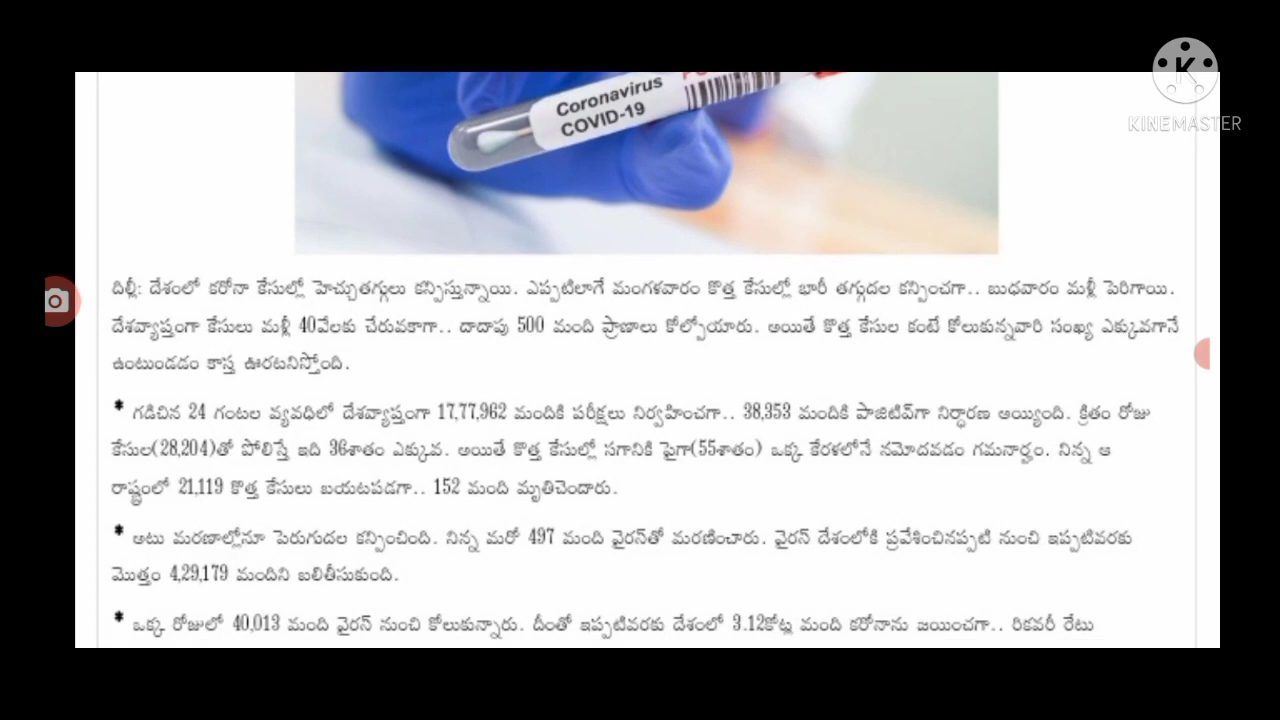 Coronavirus
COVID-19
K
KINEMASTER
దిల్లీ: దేశంలో కరోనా కేసుల్లో హెచ్చుతగ్గులు కన్పిస్తున్నాయి. ఎప్పటిలాగే మంగళవారం కొత్త కేసుల్లో భారీ తగ్గుదల కన్పించగా.. బుధవారం మళ్లీ పెరిగాయి.
దేశవ్యాప్తంగా కేసులు మళ్లీ 40వేలకు చేరువకాగా.. దాదాపు 500 మంది ప్రాణాలు కోల్పోయారు. అయితే కొత్త కేసుల కంటే కోలుకున్నవారి సంఖ్య ఎక్కువగానే
ఉంటుండడం కాస్త ఊరటనిస్తోంది.
* గడిచిన 24 గంటల వ్యవధిలో దేశవ్యాప్తంగా 17,77,962 మందికి పరీక్షలు నిర్వహించగా.. 38,353 మందికి పాజిటివ్‌గా నిర్ధారణ అయ్యింది. క్రితం రోజు
కేసుల(28,204)తో పోలిస్తే ఇది 36శాతం ఎక్కువ. అయితే కొత్త కేసుల్లో సగానికి పైగా(55శాతం) ఒక్క కేరళలోనే నమోదవడం గమనార్హం. నిన్న ఆ
రాష్ట్రంలో 21,119 కొత్త కేసులు బయటపడగా.. 152 మంది మృతిచెందారు.
* అటు మరణాల్లోనూ పెరుగుదల కన్పించింది. నిన్న మరో 497 మంది వైరస్‌తో మరణించారు. వైరస్‌ దేశంలోకి ప్రవేశించినప్పటి నుంచి ఇప్పటివరకు
మొత్తం 4,29,179 మందిని బలితీసుకుంది.
* ఒక్క రోజులో 40,013 మంది వైరస్‌ నుంచి కోలుకున్నారు. దీంతో ఇప్పటివరకు దేశంలో 3.12కోట్ల మంది కరోనాను జయించగా.. రికవరీ రేటు